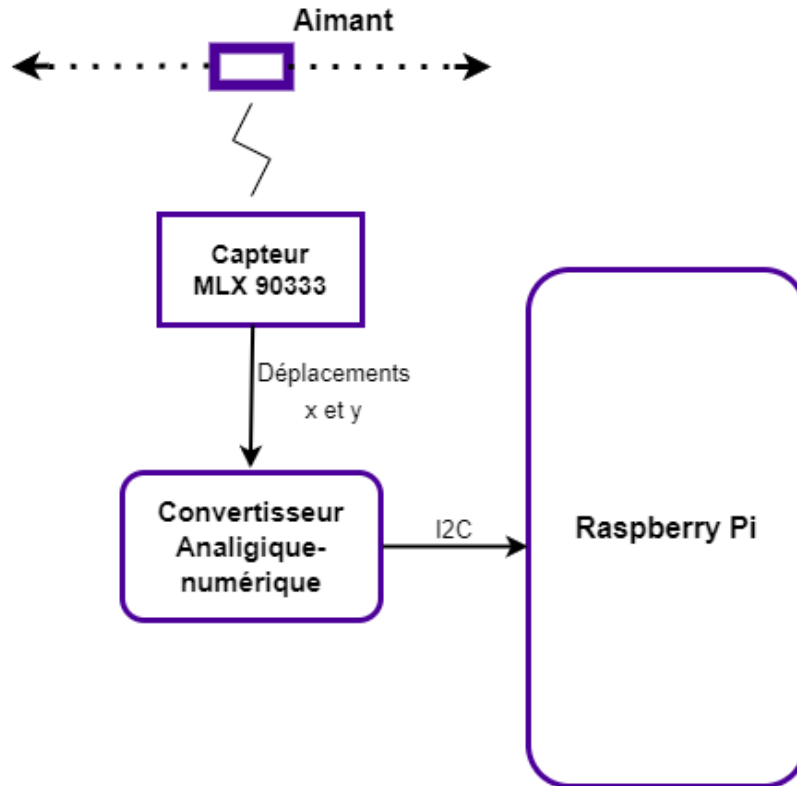 Aimant
Capteur
MLX 90333
Déplacements
x et y
Convertisseur
Analigique-
numérique
I2C
Raspberry Pi